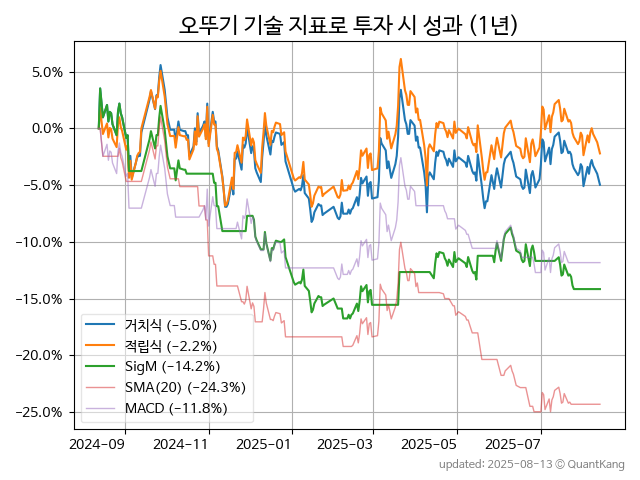 오뚜기 기술 지표로 투자 시 성과 (1년)
5.0%
0.0%
−5.0%
−10.0%
−15.0%
−20.0%
−25.0%
거치식 (−5.0%)
적립식 (−2.2%)
SigM (−14.2%)
SMA(20) (−24.3%)
MACD (−11.8%)
2024-09 2024-11 2025-01 2025-03 2025-05 2025-07
updated: 2025-08-13 © QuantKang